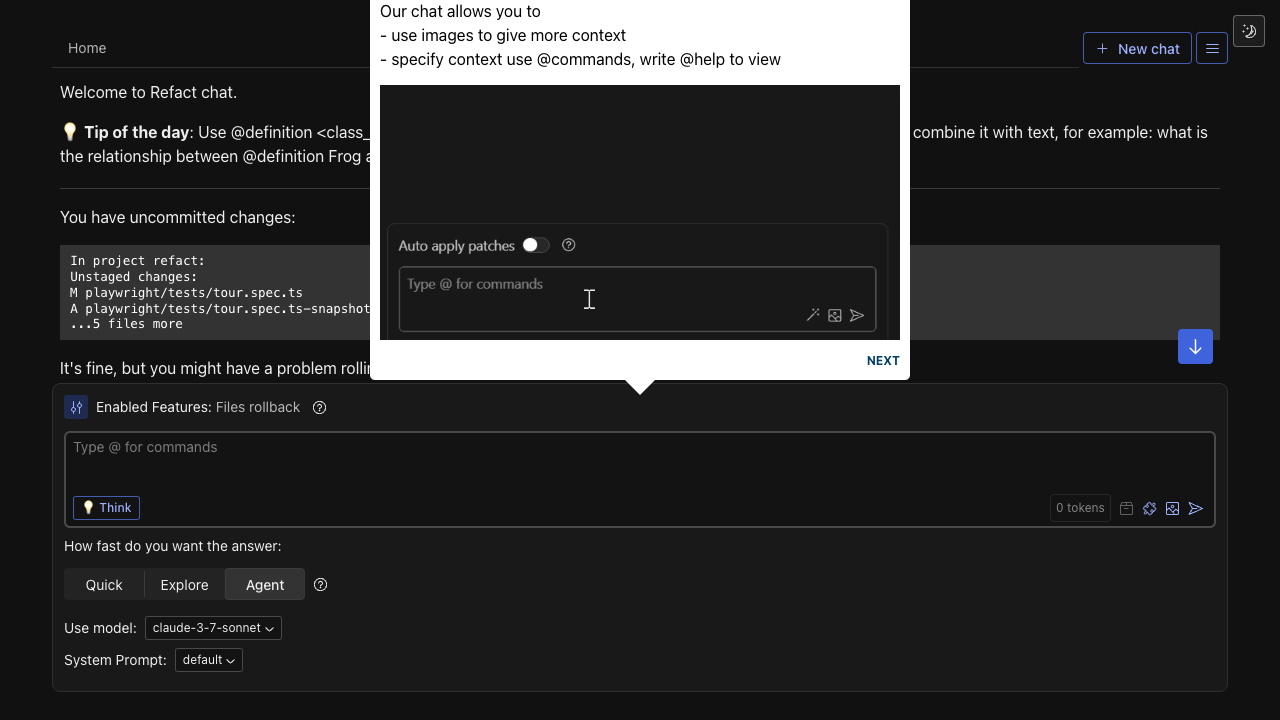 Our chat allows you to
- use images to give more context
- specify context use @commands, write @help to view
Home
New chat
Welcome to Refact chat.
💡 Tip of the day: Use @definition <class_ combine it with text, for example: what is
the relationship between @definition Frog a
You have uncommitted changes:
In project refact:
Unstaged changes:
M playwright/tests/tour.spec.ts
A playwright/tests/tour.spec.ts-snapshot
...5 files more
It's fine, but you might have a problem rollin
Auto apply patches
Type @ for commands
NEXT
Enabled Features: Files rollback
Type @ for commands
💡 Think
0 tokens
How fast do you want the answer:
Quick Explore Agent
Use model: claude-3-7-sonnet
System Prompt: default